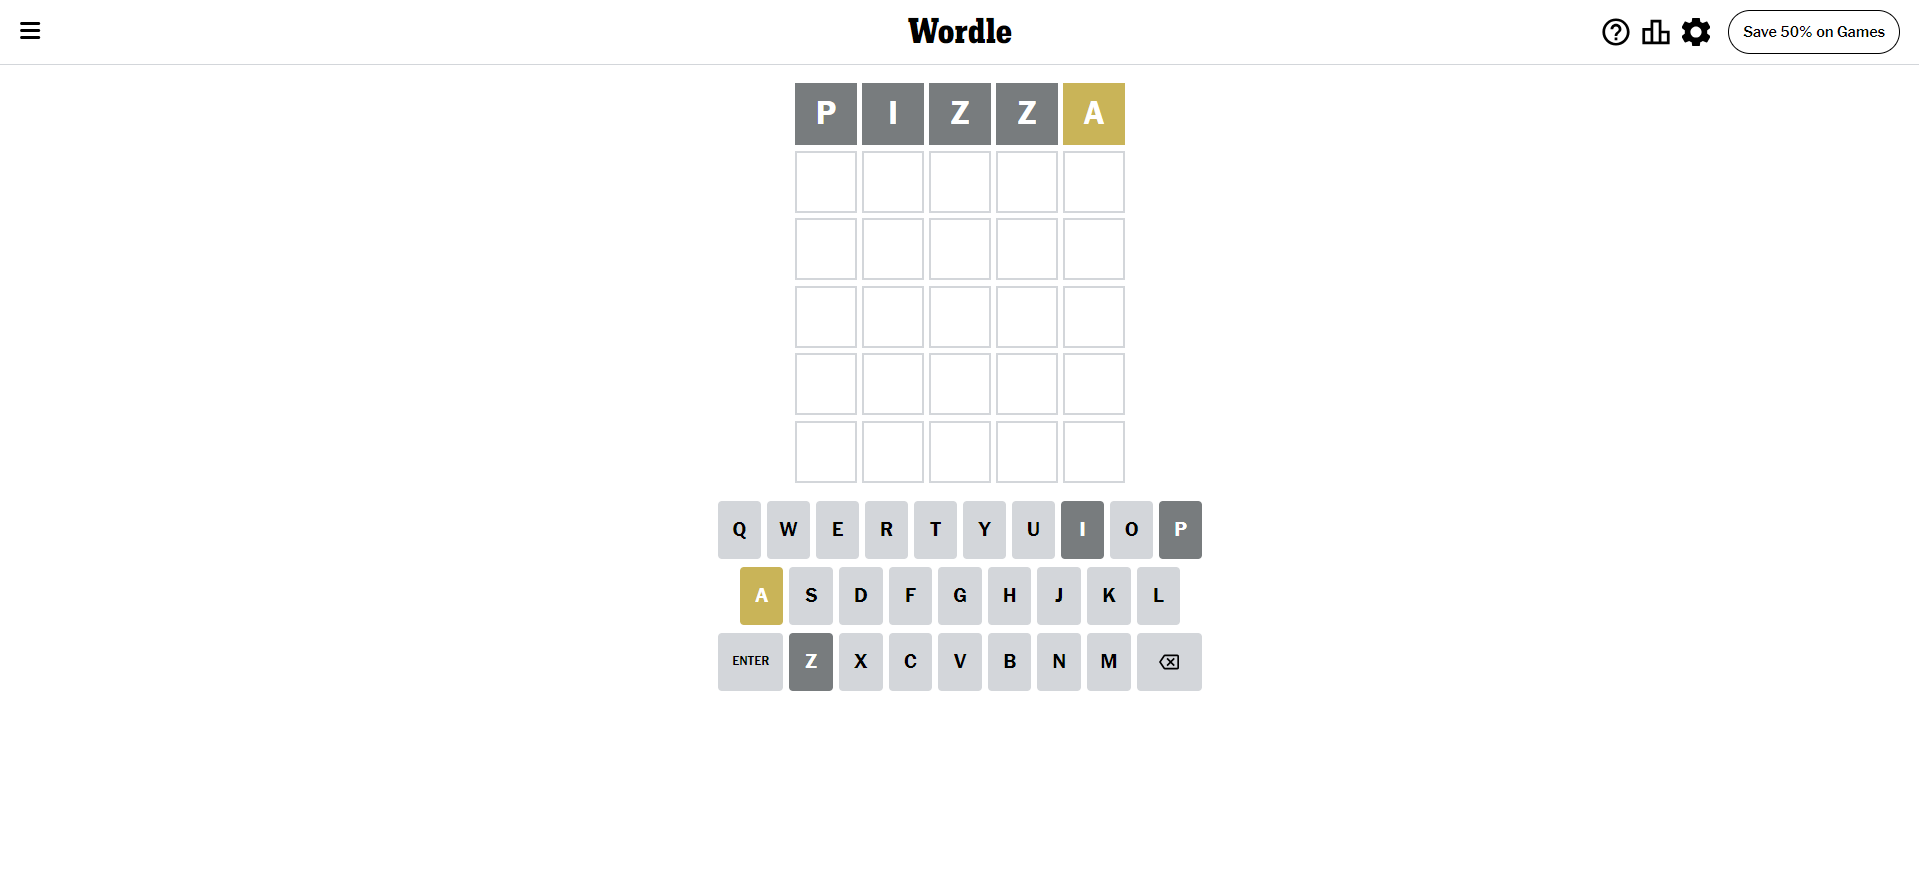 Wordle
Save 50% on Games
P I Z Z A
Q W E R T Y U I O P
A S D F G H J K L
ENTER Z X C V B N M